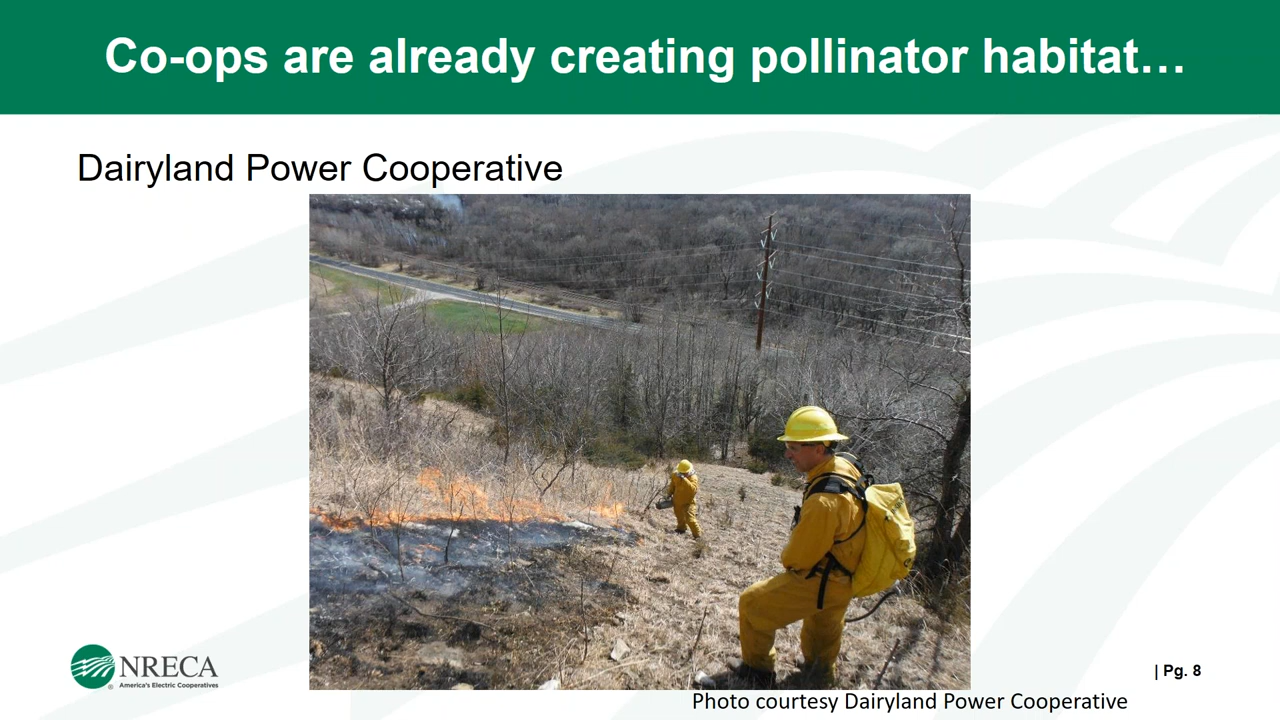 Co-ops are already creating pollinator habitat…
Dairyland Power Cooperative
NRECA
America's Electric Cooperatives
®
| Pg. 8
Photo courtesy Dairyland Power Cooperative